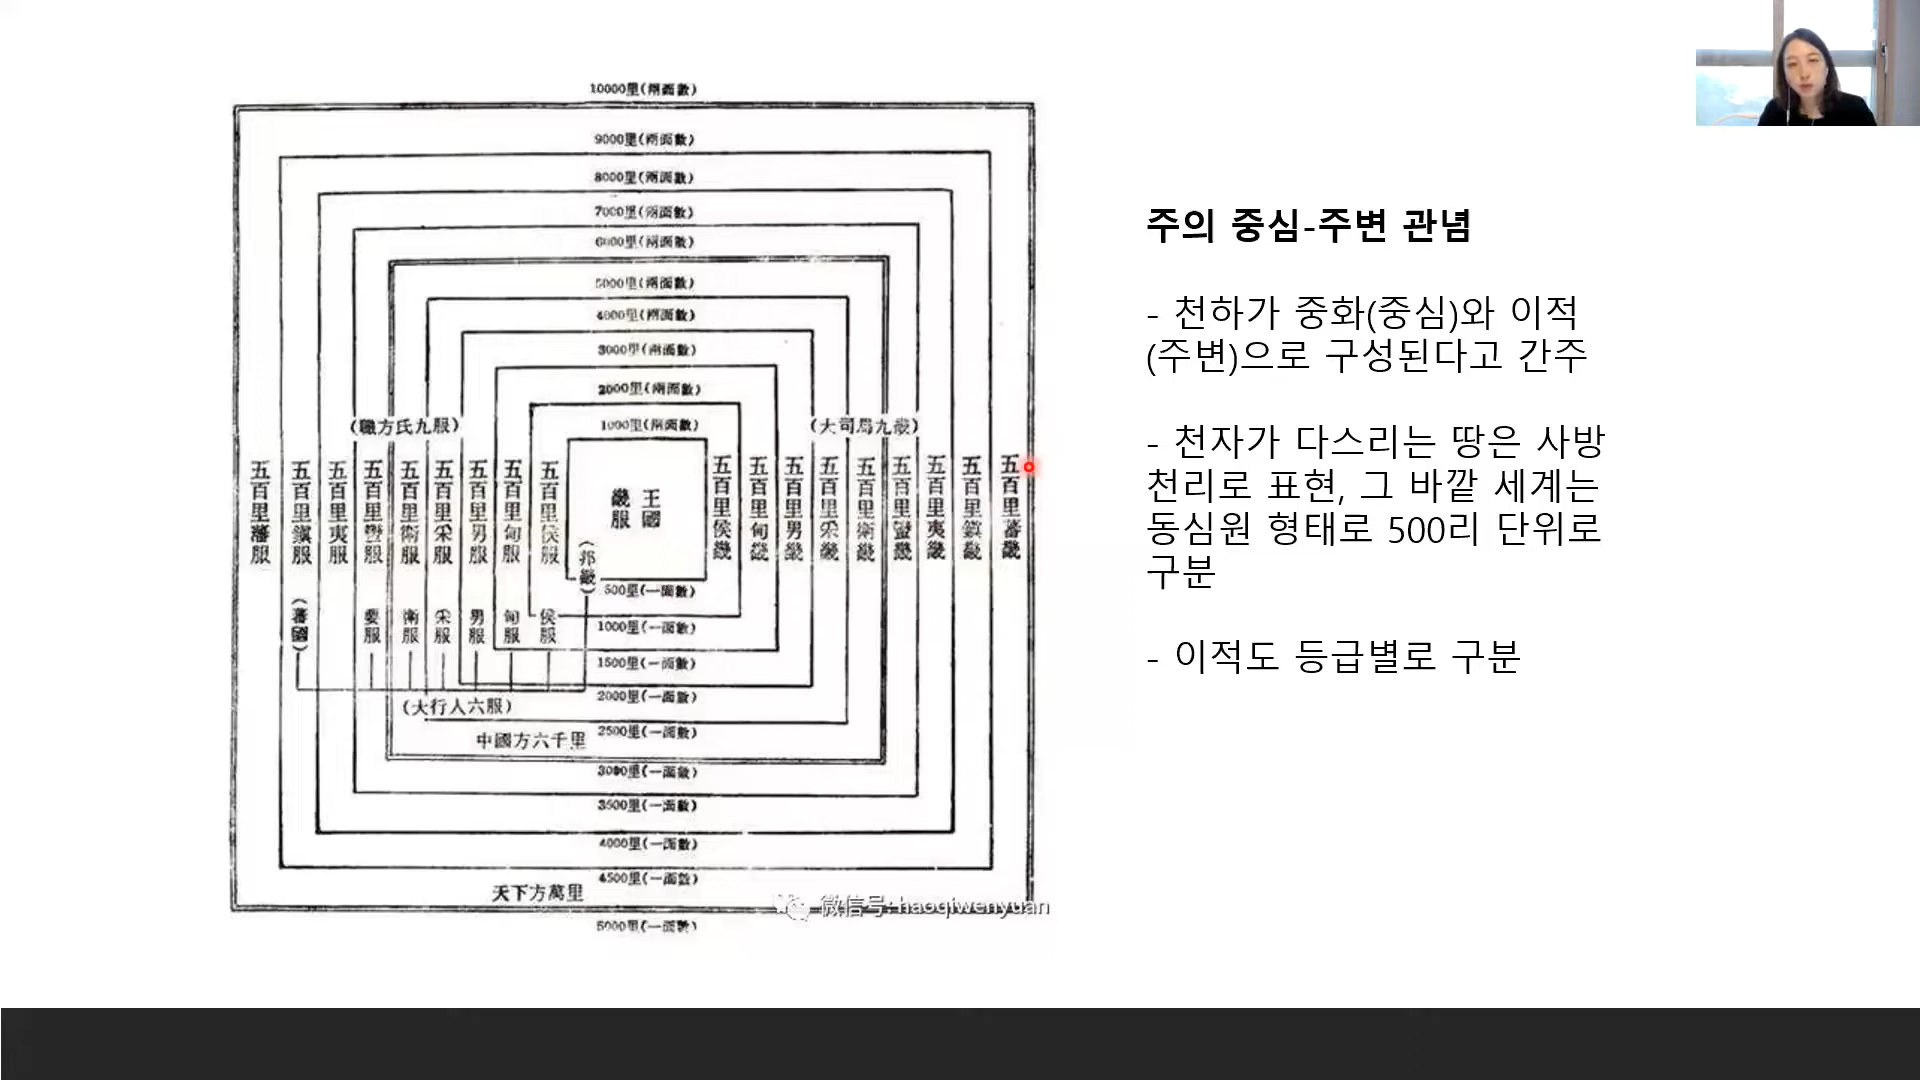 10000里(兩面數)
9000里(兩面數)
8000里(兩面數)
7000里(兩面數)
6000里(兩面數)
5000里(兩面數)
4000里(兩面數)
3000里(兩面數)
2000里(兩面數)
1000里(兩面數)
(職方氏九服)
(大司馬九畿)
五百里藩服
五百里鎭服
五百里夷服
五百里蠻服
五百里衛服
五百里采服
五百里男服
五百里甸服
五百里侯服
王國
畿服
(邦畿)
五百里侯畿
五百里甸畿
五百里男畿
五百里采畿
五百里衛畿
五百里蠻畿
五百里夷畿
五百里鎭畿
五百里藩畿
(蕃國)
要服
衛服
采服
男服
甸服
侯服
(大行人六服)
中國方六千里
天下方萬里
500里(一面數)
1000里(一面數)
1500里(一面數)
2000里(一面數)
2500里(一面數)
3000里(一面數)
3500里(一面數)
4000里(一面數)
4500里(一面數)
5000里(一面數)
微信号: haoqiwenyuan
주의 중심-주변 관념
- 천하가 중화(중심)와 이적
(주변)으로 구성된다고 간주
- 천자가 다스리는 땅은 사방
천리로 표현, 그 바깥 세계는
동심원 형태로 500리 단위로
구분
- 이적도 등급별로 구분